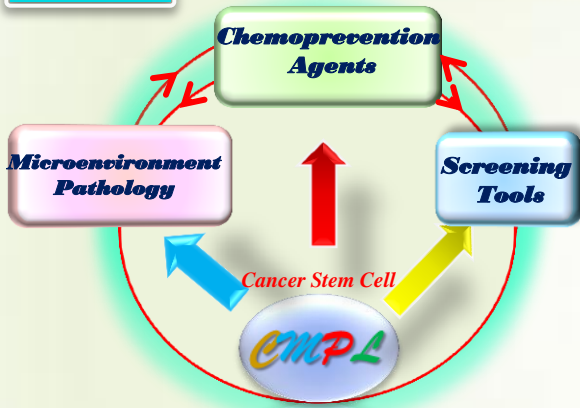 Chemoprevention
Agents
Microenvironment
Pathology
Screening
Tools
Cancer Stem Cell
CMPL